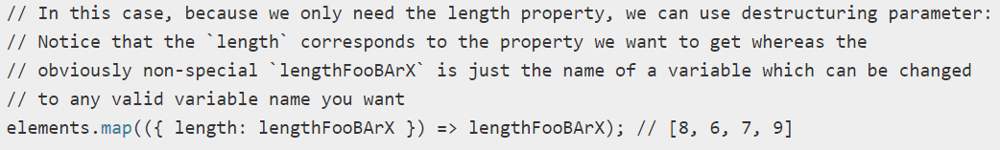 // In this case, because we only need the length property, we can use destructuring parameter:
// Notice that the `length` corresponds to the property we want to get whereas the
// obviously non-special `lengthFooBArX` is just the name of a variable which can be changed
// to any valid variable name you want
elements.map(({ length: lengthFooBArX }) => lengthFooBArX); // [8, 6, 7, 9]